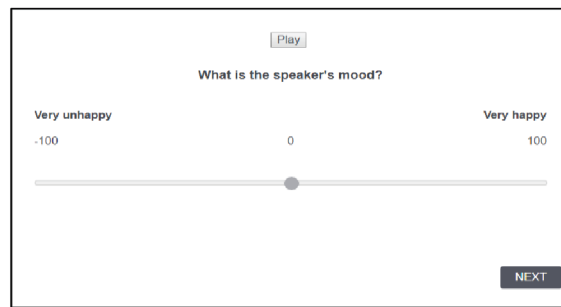 Play
What is the speaker's mood?
Very unhappy Very happy
-100 0 100
NEXT